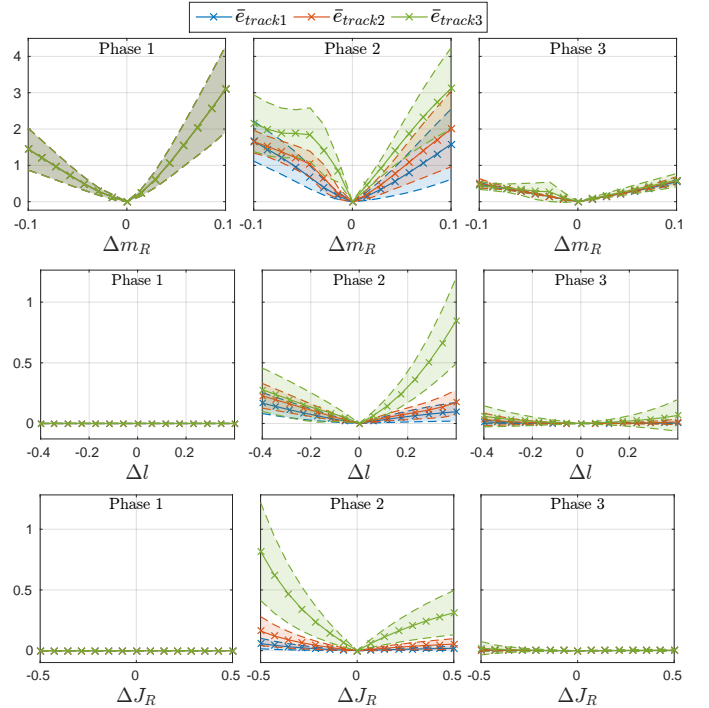 ē_track1 ē_track2 ē_track3
Phase 1 Phase 2 Phase 3
4
3
2
1
0
-0.1 0 0.1 -0.1 0 0.1 -0.1 0 0.1
Δm_R Δm_R Δm_R
Phase 1 Phase 2 Phase 3
1
0.5
0
-0.4 -0.2 0 0.2 -0.4 -0.2 0 0.2 -0.4 -0.2 0 0.2
Δl Δl Δl
Phase 1 Phase 2 Phase 3
1
0.5
0
-0.5 0 0.5 -0.5 0 0.5 -0.5 0 0.5
ΔJ_R ΔJ_R ΔJ_R